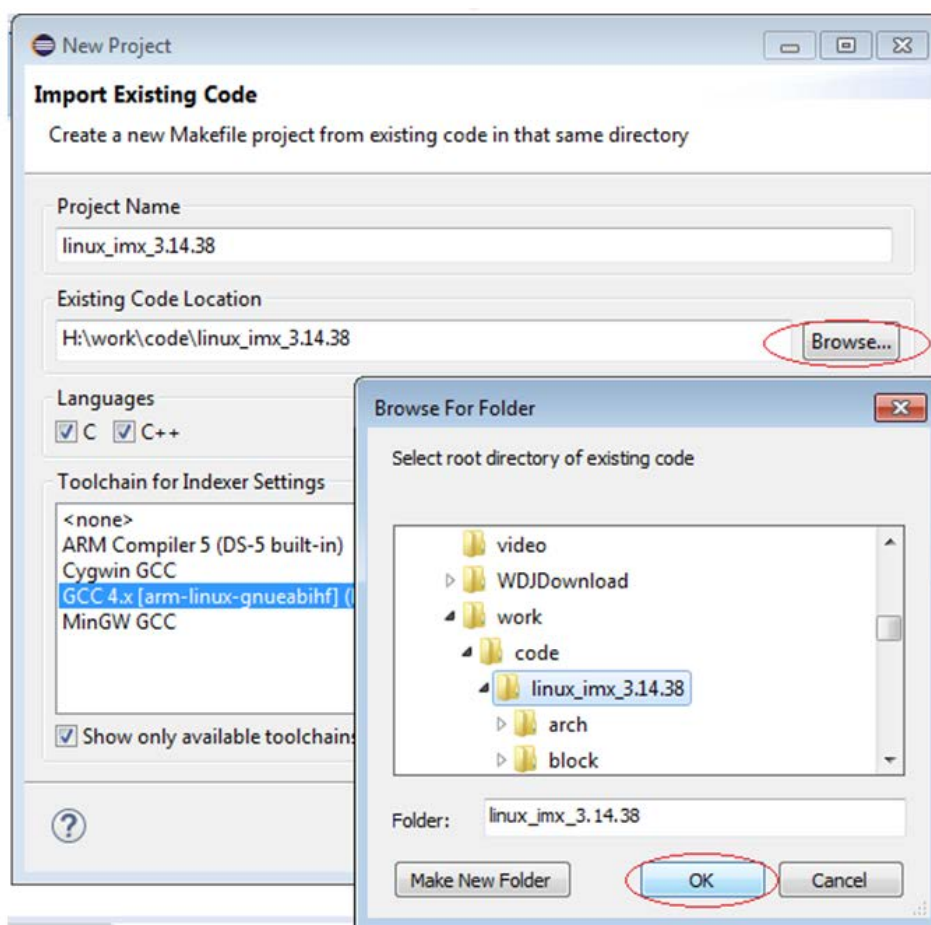 New Project
Import Existing Code
Create a new Makefile project from existing code in that same directory
Project Name
linux_imx_3.14.38
Existing Code Location
H:\work\code\linux_imx_3.14.38
Browse...
Languages
C C++
Toolchain for Indexer Settings
<none>
ARM Compiler 5 (DS-5 built-in)
Cygwin GCC
GCC 4.x [arm-linux-gnueabihf] (
MinGW GCC
Show only available toolchains
?
Browse For Folder
Select root directory of existing code
video
WDJDownload
work
code
linux_imx_3.14.38
arch
block
Folder: linux_imx_3.14.38
Make New Folder OK Cancel